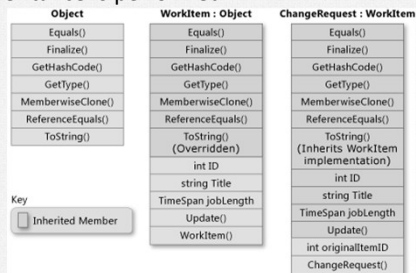 Object
Equals()
Finalize()
GetHashCode()
GetType()
MemberwiseClone()
ReferenceEquals()
ToString()
Key
Inherited Member
WorkItem : Object
Equals()
Finalize()
GetHashCode()
GetType()
MemberwiseClone()
ReferenceEquals()
ToString()
(Overridden)
int ID
string Title
TimeSpan jobLength
Update()
WorkItem()
ChangeRequest : WorkItem
Equals()
Finalize()
GetHashCode()
GetType()
MemberwiseClone()
ReferenceEquals()
ToString()
(Inherits WorkItem
implementation)
int ID
string Title
TimeSpan jobLength
Update()
int originalItemID
ChangeRequest()